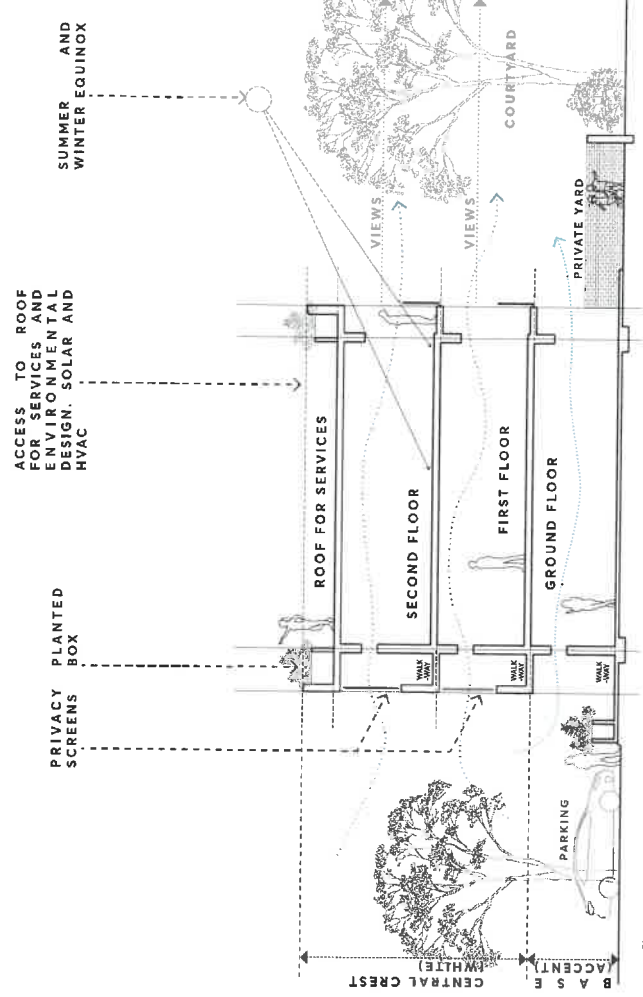 PRIVACY
SCREENS
PLANTED
BOX
ACCESS TO ROOF
FOR SERVICES AND
ENVIRONMENTAL
DESIGN. SOLAR AND
HVAC
SUMMER AND
WINTER EQUINOX
ROOF FOR SERVICES
SECOND FLOOR
FIRST FLOOR
GROUND FLOOR
WALK
-WAY
WALK
-WAY
WALK
-WAY
VIEWS
VIEWS
COURTYARD
PRIVATE YARD
PARKING
CENTRAL CREST
(WHITE)
BASE
(ACCENT)